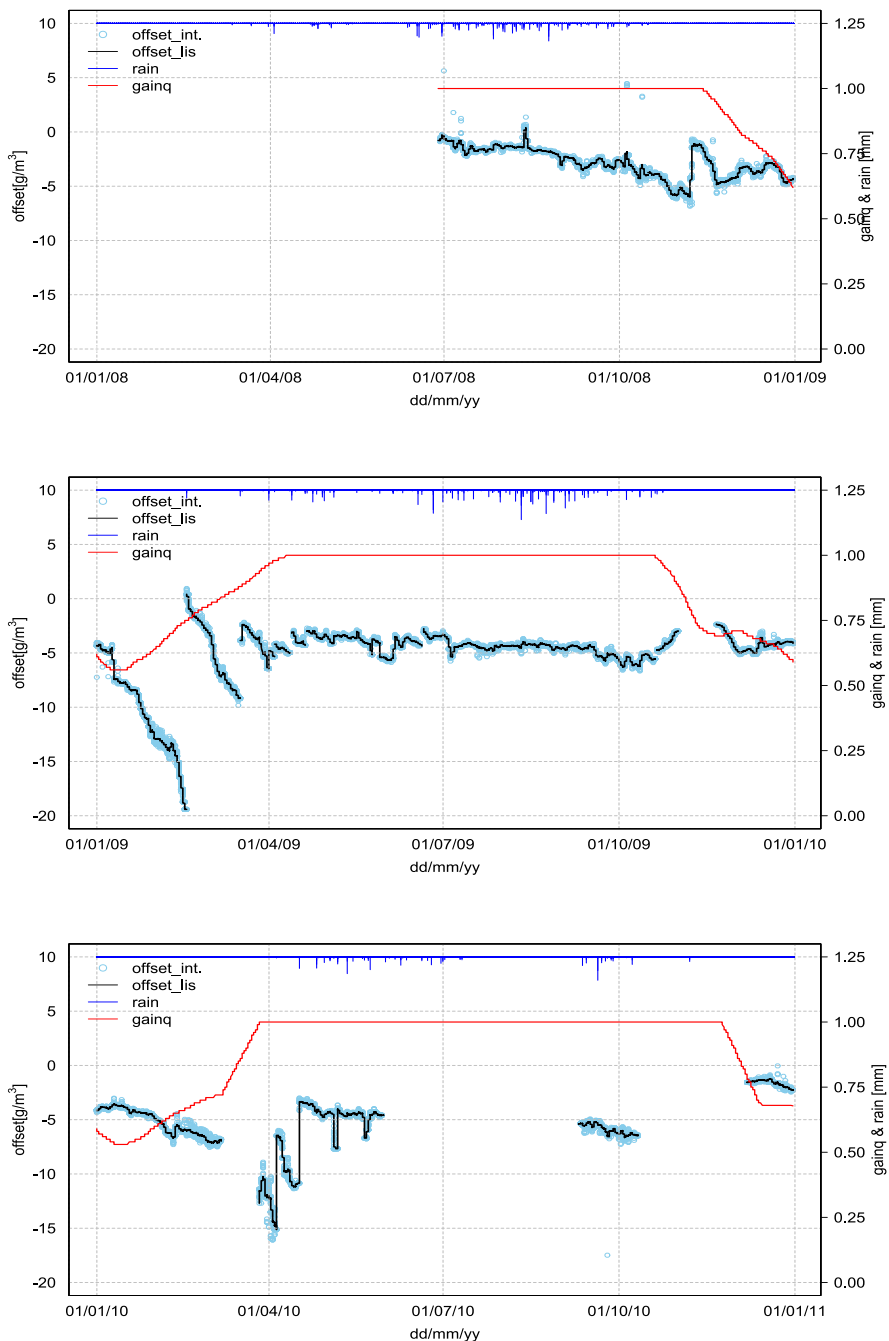 10
5
0
−5
−10
−15
−20
offset[g/m³]
offset_int.
offset_lis
rain
gainq
1.25
1.00
0.75
0.50
0.25
0.00
gainq & rain [mm]
01/01/08
01/04/08
01/07/08
01/10/08
01/01/09
dd/mm/yy
10
5
0
−5
−10
−15
−20
offset[g/m³]
offset_int.
offset_lis
rain
gainq
1.25
1.00
0.75
0.50
0.25
0.00
gainq & rain [mm]
01/01/09
01/04/09
01/07/09
01/10/09
01/01/10
dd/mm/yy
10
5
0
−5
−10
−15
−20
offset[g/m³]
offset_int.
offset_lis
rain
gainq
1.25
1.00
0.75
0.50
0.25
0.00
gainq & rain [mm]
01/01/10
01/04/10
01/07/10
01/10/10
01/01/11
dd/mm/yy